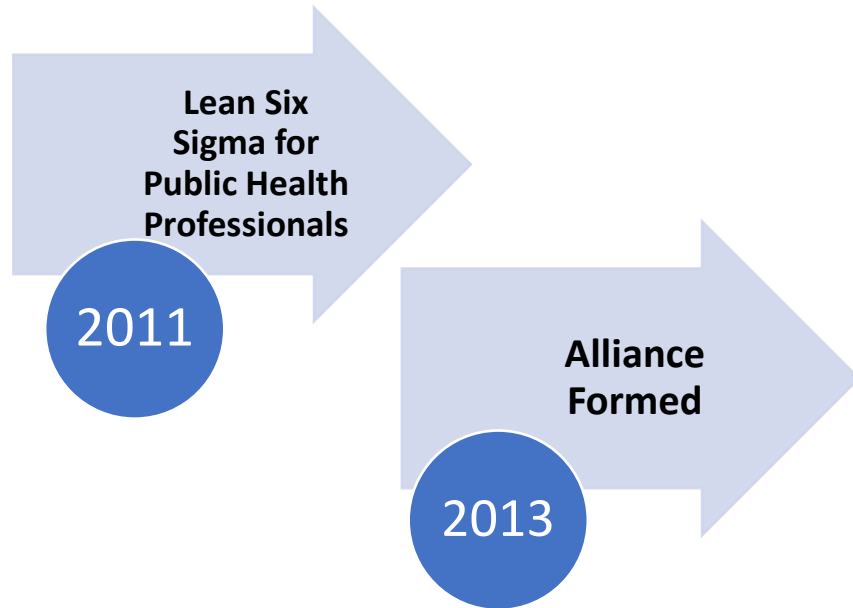 Lean Six
Sigma for
Public Health
Professionals
2011
Alliance
Formed
2013